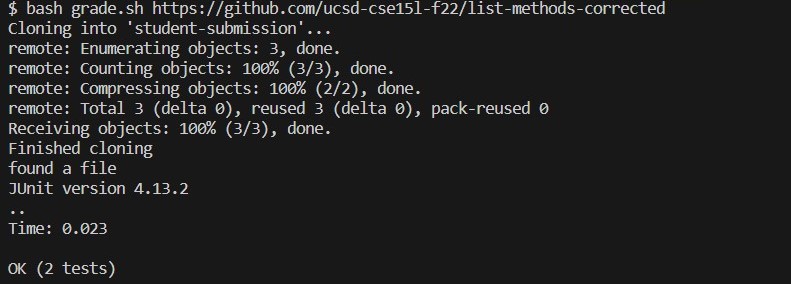 $ bash grade.sh https://github.com/ucsd-cse15l-f22/list-methods-corrected
Cloning into 'student-submission'...
remote: Enumerating objects: 3, done.
remote: Counting objects: 100% (3/3), done.
remote: Compressing objects: 100% (2/2), done.
remote: Total 3 (delta 0), reused 3 (delta 0), pack-reused 0
Receiving objects: 100% (3/3), done.
Finished cloning
found a file
JUnit version 4.13.2
..
Time: 0.023
OK (2 tests)